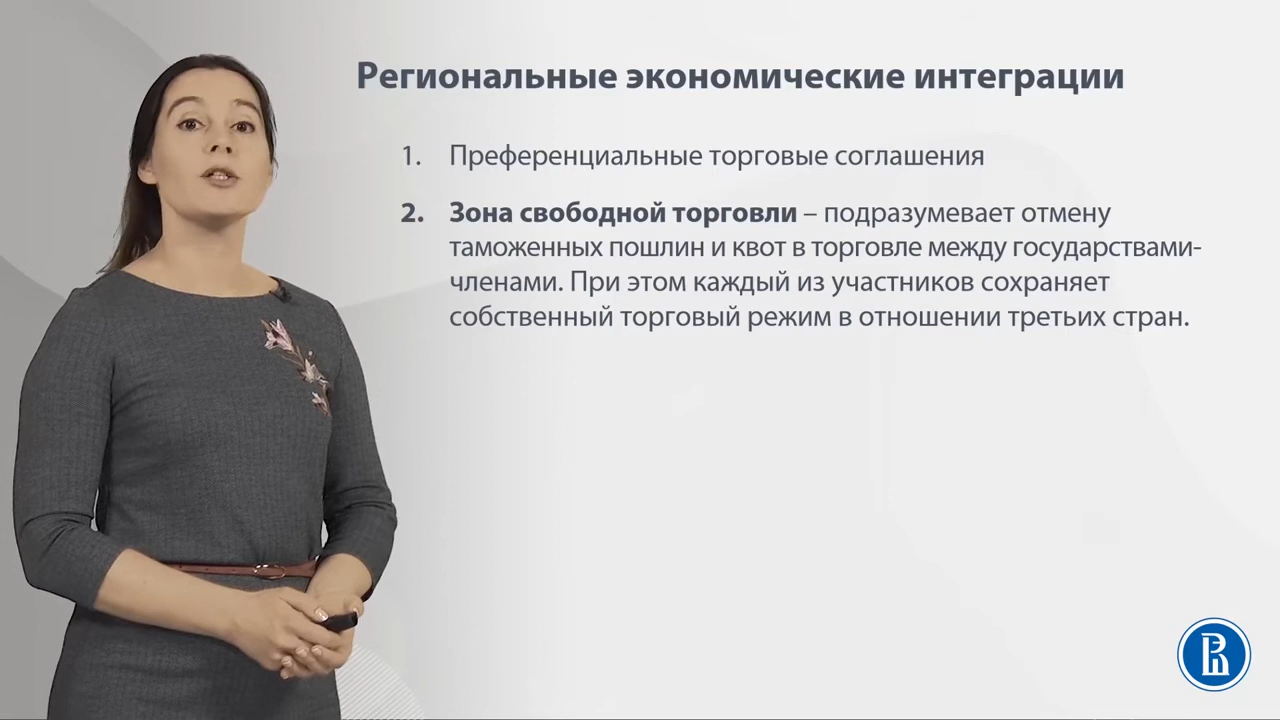 Региональные экономические интеграции
1. Преференциальные торговые соглашения
2. Зона свободной торговли – подразумевает отмену
таможенных пошлин и квот в торговле между государствами-
членами. При этом каждый из участников сохраняет
собственный торговый режим в отношении третьих стран.